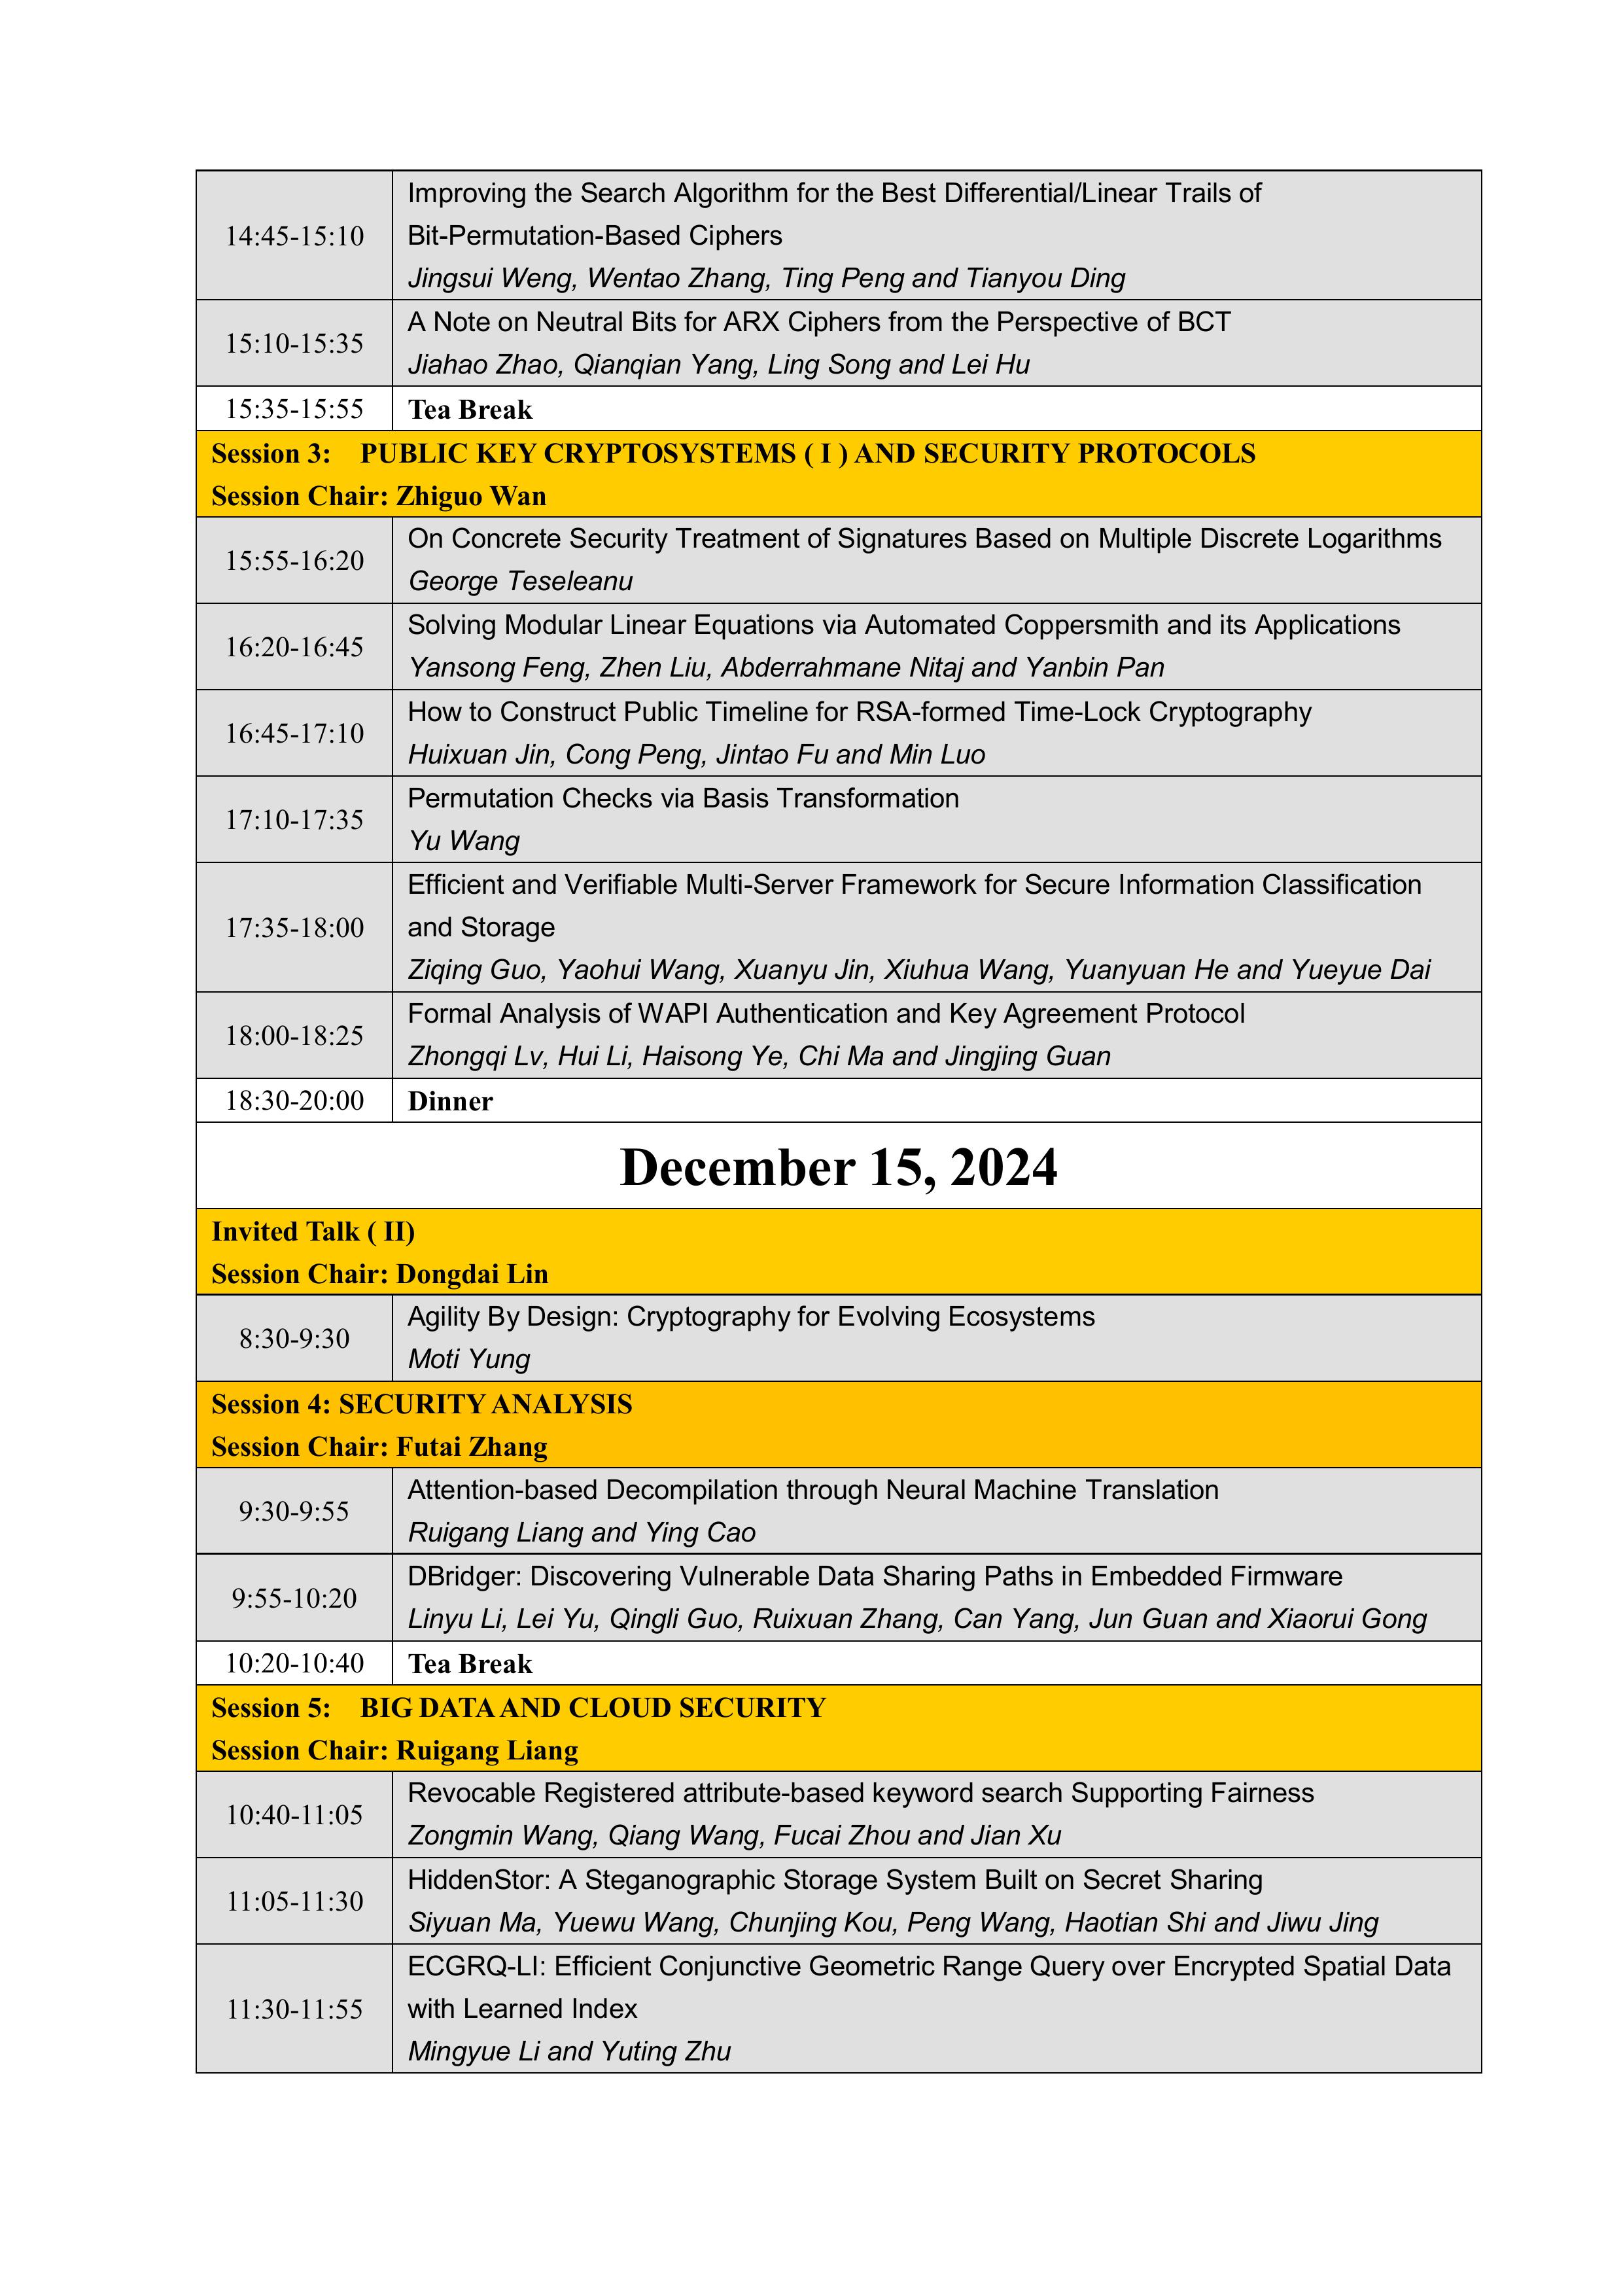 14:45-15:10
Improving the Search Algorithm for the Best Differential/Linear Trails of
Bit-Permutation-Based Ciphers
Jingsui Weng, Wentao Zhang, Ting Peng and Tianyou Ding
15:10-15:35
A Note on Neutral Bits for ARX Ciphers from the Perspective of BCT
Jiahao Zhao, Qianqian Yang, Ling Song and Lei Hu
15:35-15:55
Tea Break
Session 3: PUBLIC KEY CRYPTOSYSTEMS ( I ) AND SECURITY PROTOCOLS
Session Chair: Zhiguo Wan
15:55-16:20
On Concrete Security Treatment of Signatures Based on Multiple Discrete Logarithms
George Teseleanu
16:20-16:45
Solving Modular Linear Equations via Automated Coppersmith and its Applications
Yansong Feng, Zhen Liu, Abderrahmane Nitaj and Yanbin Pan
16:45-17:10
How to Construct Public Timeline for RSA-formed Time-Lock Cryptography
Huixuan Jin, Cong Peng, Jintao Fu and Min Luo
17:10-17:35
Permutation Checks via Basis Transformation
Yu Wang
17:35-18:00
Efficient and Verifiable Multi-Server Framework for Secure Information Classification
and Storage
Ziqing Guo, Yaohui Wang, Xuanyu Jin, Xiuhua Wang, Yuanyuan He and Yueyue Dai
18:00-18:25
Formal Analysis of WAPI Authentication and Key Agreement Protocol
Zhongqi Lv, Hui Li, Haisong Ye, Chi Ma and Jingjing Guan
18:30-20:00
Dinner
December 15, 2024
Invited Talk ( II)
Session Chair: Dongdai Lin
8:30-9:30
Agility By Design: Cryptography for Evolving Ecosystems
Moti Yung
Session 4: SECURITY ANALYSIS
Session Chair: Futai Zhang
9:30-9:55
Attention-based Decompilation through Neural Machine Translation
Ruigang Liang and Ying Cao
9:55-10:20
DBridger: Discovering Vulnerable Data Sharing Paths in Embedded Firmware
Linyu Li, Lei Yu, Qingli Guo, Ruixuan Zhang, Can Yang, Jun Guan and Xiaorui Gong
10:20-10:40
Tea Break
Session 5: BIG DATA AND CLOUD SECURITY
Session Chair: Ruigang Liang
10:40-11:05
Revocable Registered attribute-based keyword search Supporting Fairness
Zongmin Wang, Qiang Wang, Fucai Zhou and Jian Xu
11:05-11:30
HiddenStor: A Steganographic Storage System Built on Secret Sharing
Siyuan Ma, Yuewu Wang, Chunjing Kou, Peng Wang, Haotian Shi and Jiwu Jing
11:30-11:55
ECGRQ-LI: Efficient Conjunctive Geometric Range Query over Encrypted Spatial Data
with Learned Index
Mingyue Li and Yuting Zhu